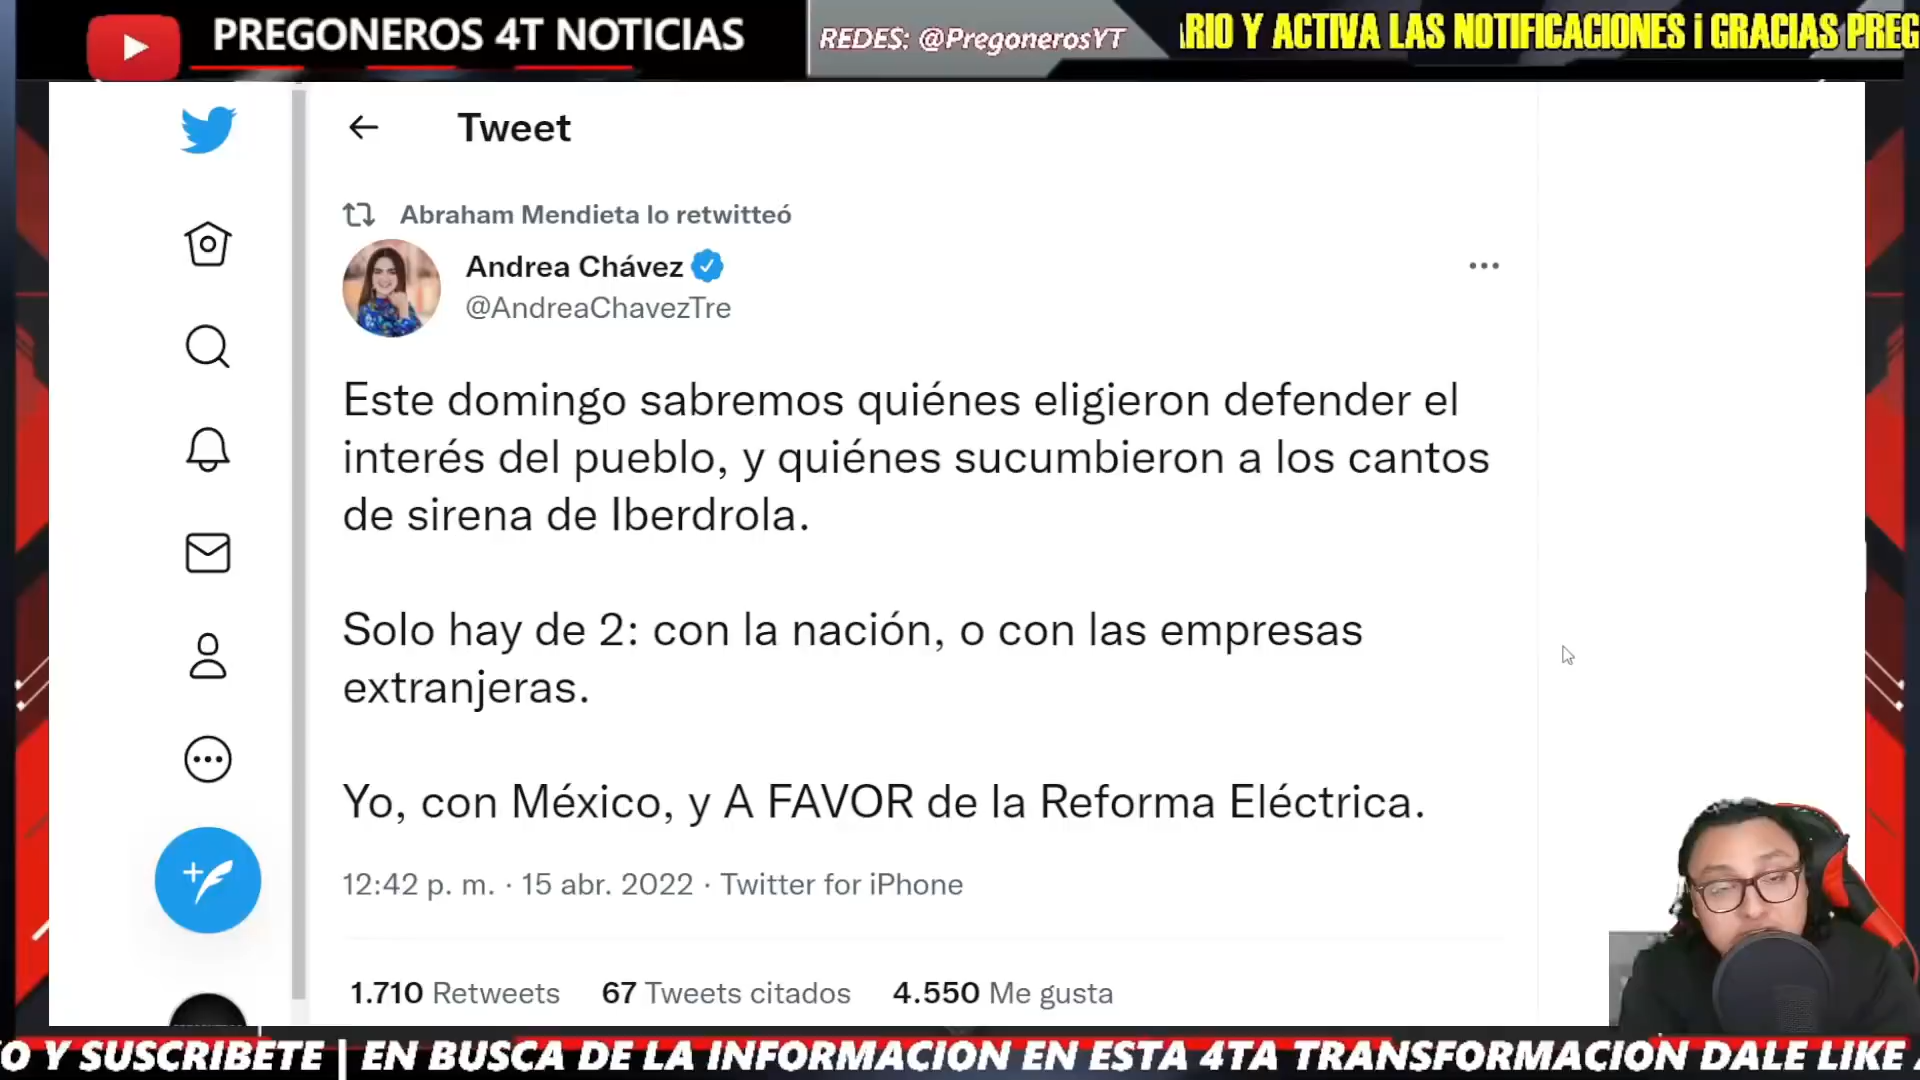 PREGONEROS 4T NOTICIAS
REDES: @PregonerosYT
ARIO Y ACTIVA LAS NOTIFICACIONES ¡ GRACIAS PREG
Tweet
Abraham Mendieta lo retwitteó
Andrea Chávez
@AndreaChavezTre
Este domingo sabremos quiénes eligieron defender el
interés del pueblo, y quiénes sucumbieron a los cantos
de sirena de Iberdrola.
Solo hay de 2: con la nación, o con las empresas
extranjeras.
Yo, con México, y A FAVOR de la Reforma Eléctrica.
12:42 p. m. · 15 abr. 2022 · Twitter for iPhone
1.710 Retweets 67 Tweets citados 4.550 Me gusta
O Y SUSCRIBETE | EN BUSCA DE LA INFORMACION EN ESTA 4TA TRANSFORMACION DALE LIKE